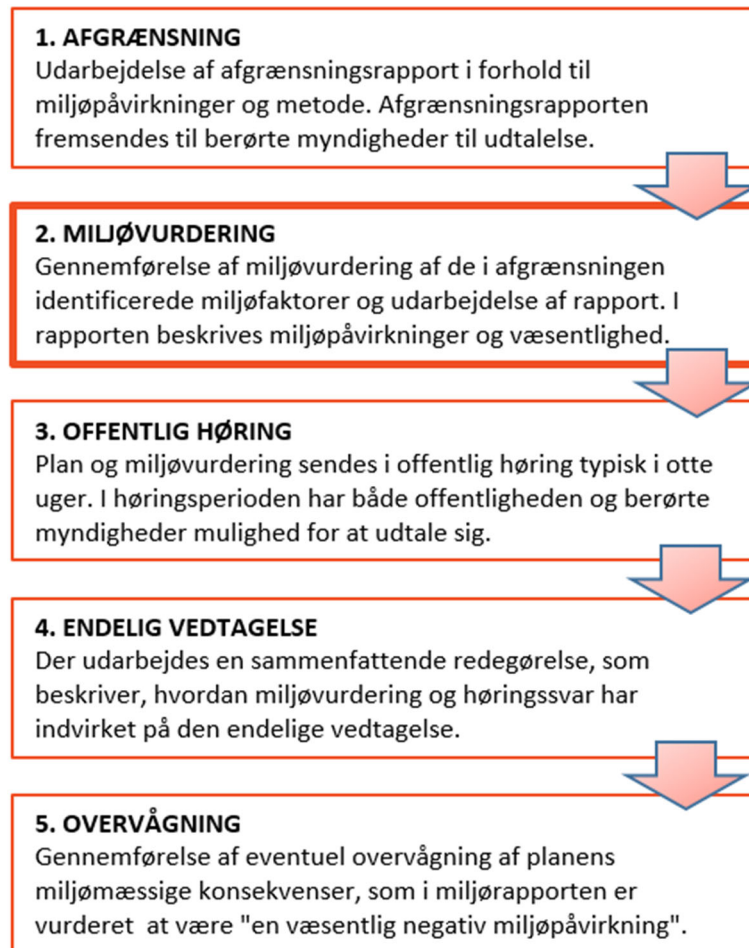 1. AFGRÆNSNING
Udarbejdelse af afgrænsningsrapport i forhold til
miljøpåvirkninger og metode. Afgrænsningsrapporten
fremsendes til berørte myndigheder til udtalelse.
2. MILJØVURDERING
Gennemførelse af miljøvurdering af de i afgrænsningen
identificerede miljøfaktorer og udarbejdelse af rapport. I
rapporten beskrives miljøpåvirkninger og væsentlighed.
3. OFFENTLIG HØRING
Plan og miljøvurdering sendes i offentlig høring typisk i otte
uger. I høringsperioden har både offentligheden og berørte
myndigheder mulighed for at udtale sig.
4. ENDELIG VEDTAGELSE
Der udarbejdes en sammenfattende redegørelse, som
beskriver, hvordan miljøvurdering og høringssvar har
indvirket på den endelige vedtagelse.
5. OVERVÅGNING
Gennemførelse af eventuel overvågning af planens
miljømæssige konsekvenser, som i miljørapporten er
vurderet at være "en væsentlig negativ miljøpåvirkning".